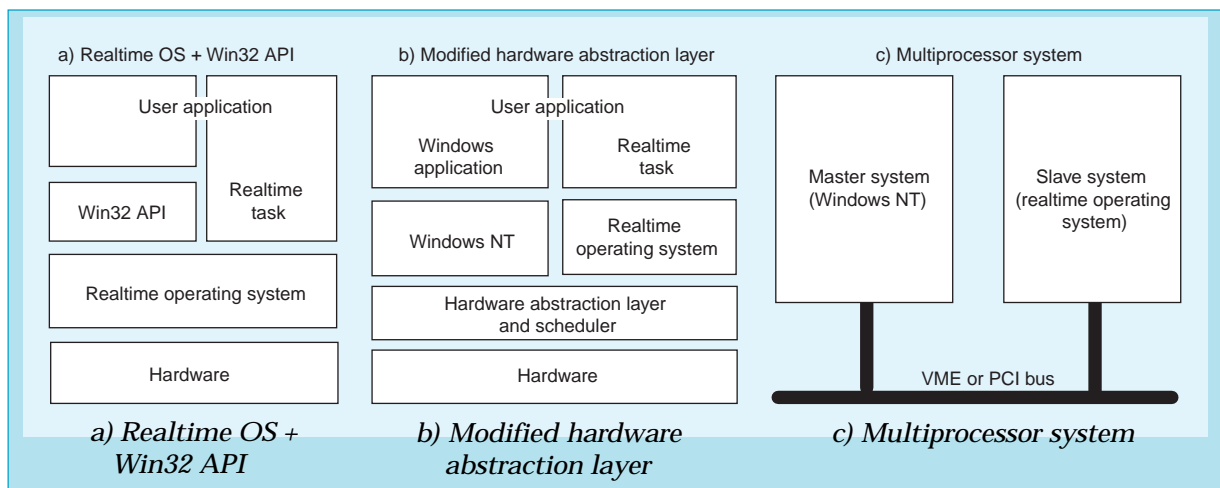 a) Realtime OS + Win32 API
User application
Win32 API
Realtime
task
Realtime operating system
Hardware
b) Modified hardware abstraction layer
User application
Windows
application
Realtime
task
Windows NT
Realtime
operating system
Hardware abstraction layer
and scheduler
Hardware
c) Multiprocessor system
Master system
(Windows NT)
Slave system
(realtime operating
system)
VME or PCI bus
a) Realtime OS +
Win32 API
b) Modified hardware
abstraction layer
c) Multiprocessor system